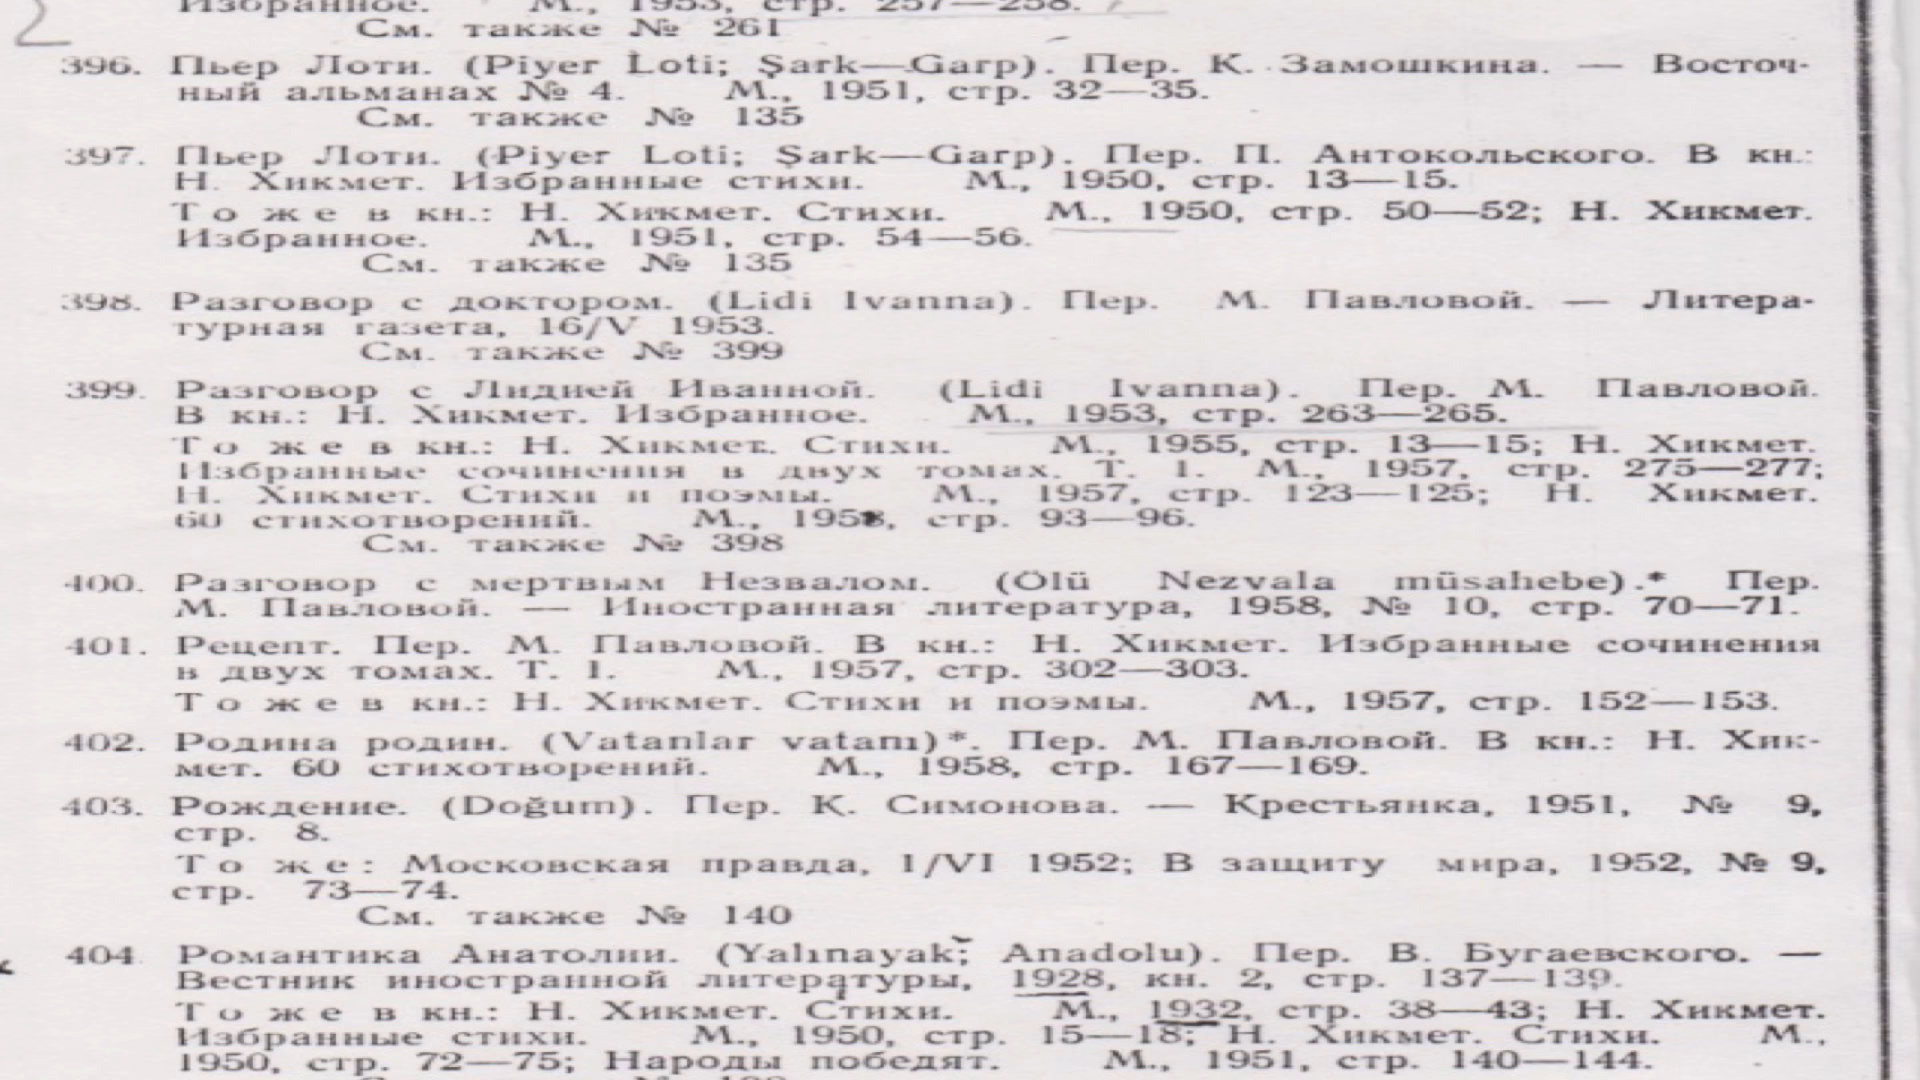 Избранное. М., 1953, стр. 257—258.
См. также № 261
396. Пьер Лоти. (Piyer Loti; Şark—Garp). Пер. К. Замошкина. — Восточ-
ный альманах № 4. М., 1951, стр. 32—35.
См. также № 135
397. Пьер Лоти. (Piyer Loti; Şark—Garp). Пер. П. Антокольского. В кн.:
Н. Хикмет. Избранные стихи. М., 1950, стр. 13—15.
То же в кн.: Н. Хикмет. Стихи. М., 1950, стр. 50—52; Н. Хикмет.
Избранное. М., 1951, стр. 54—56.
См. также № 135
398. Разговор с доктором. (Lidi Ivanna). Пер. М. Павловой. — Литера-
турная газета, 16/V 1953.
См. также № 399
399. Разговор с Лидией Иванной. (Lidi Ivanna). Пер. М. Павловой.
В кн.: Н. Хикмет. Избранное. М., 1953, стр. 263—265.
То же в кн.: Н. Хикмет. Стихи. М., 1955, стр. 13—15; Н. Хикмет.
Избранные сочинения в двух томах. Т. I. М., 1957, стр. 275—277;
Н. Хикмет. Стихи и поэмы. М., 1957, стр. 123—125; Н. Хикмет.
60 стихотворений. М., 1958, стр. 93—96.
См. также № 398
400. Разговор с мертвым Незвалом. (Ölü Nezvala müsahebe).* Пер.
М. Павловой. — Иностранная литература, 1958, № 10, стр. 70—71.
401. Рецепт. Пер. М. Павловой. В кн.: Н. Хикмет. Избранные сочинения
в двух томах. Т. I. М., 1957, стр. 302—303.
То же в кн.: Н. Хикмет. Стихи и поэмы. М., 1957, стр. 152—153.
402. Родина родин. (Vatanlar vatanı)*. Пер. М. Павловой. В кн.: Н. Хик-
мет. 60 стихотворений. М., 1958, стр. 167—169.
403. Рождение. (Doğum). Пер. К. Симонова. — Крестьянка, 1951, № 9,
стр. 8.
То же: Московская правда, 1/VI 1952; В защиту мира, 1952, № 9,
стр. 73—74.
См. также № 140
404 Романтика Анатолии. (Yalınayak; Anadolu). Пер. В. Бугаевского. —
Вестник иностранной литературы, 1928, кн. 2, стр. 137—139.
То же в кн.: Н. Хикмет. Стихи. М., 1932, стр. 38—43; Н. Хикмет.
Избранные стихи. М., 1950, стр. 15—18; Н. Хикмет. Стихи. М.,
1950, стр. 72—75; Народы победят. М., 1951, стр. 140—144.